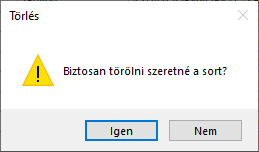 Törlés
Biztosan törölni szeretné a sort?
Igen
Nem